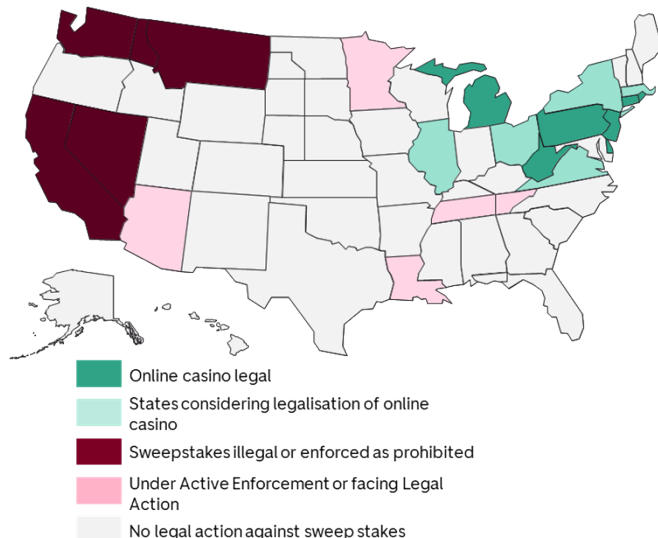 Online casino legal
States considering legalisation of online
casino
Sweepstakes illegal or enforced as prohibited
Under Active Enforcement or facing Legal
Action
No legal action against sweep stakes